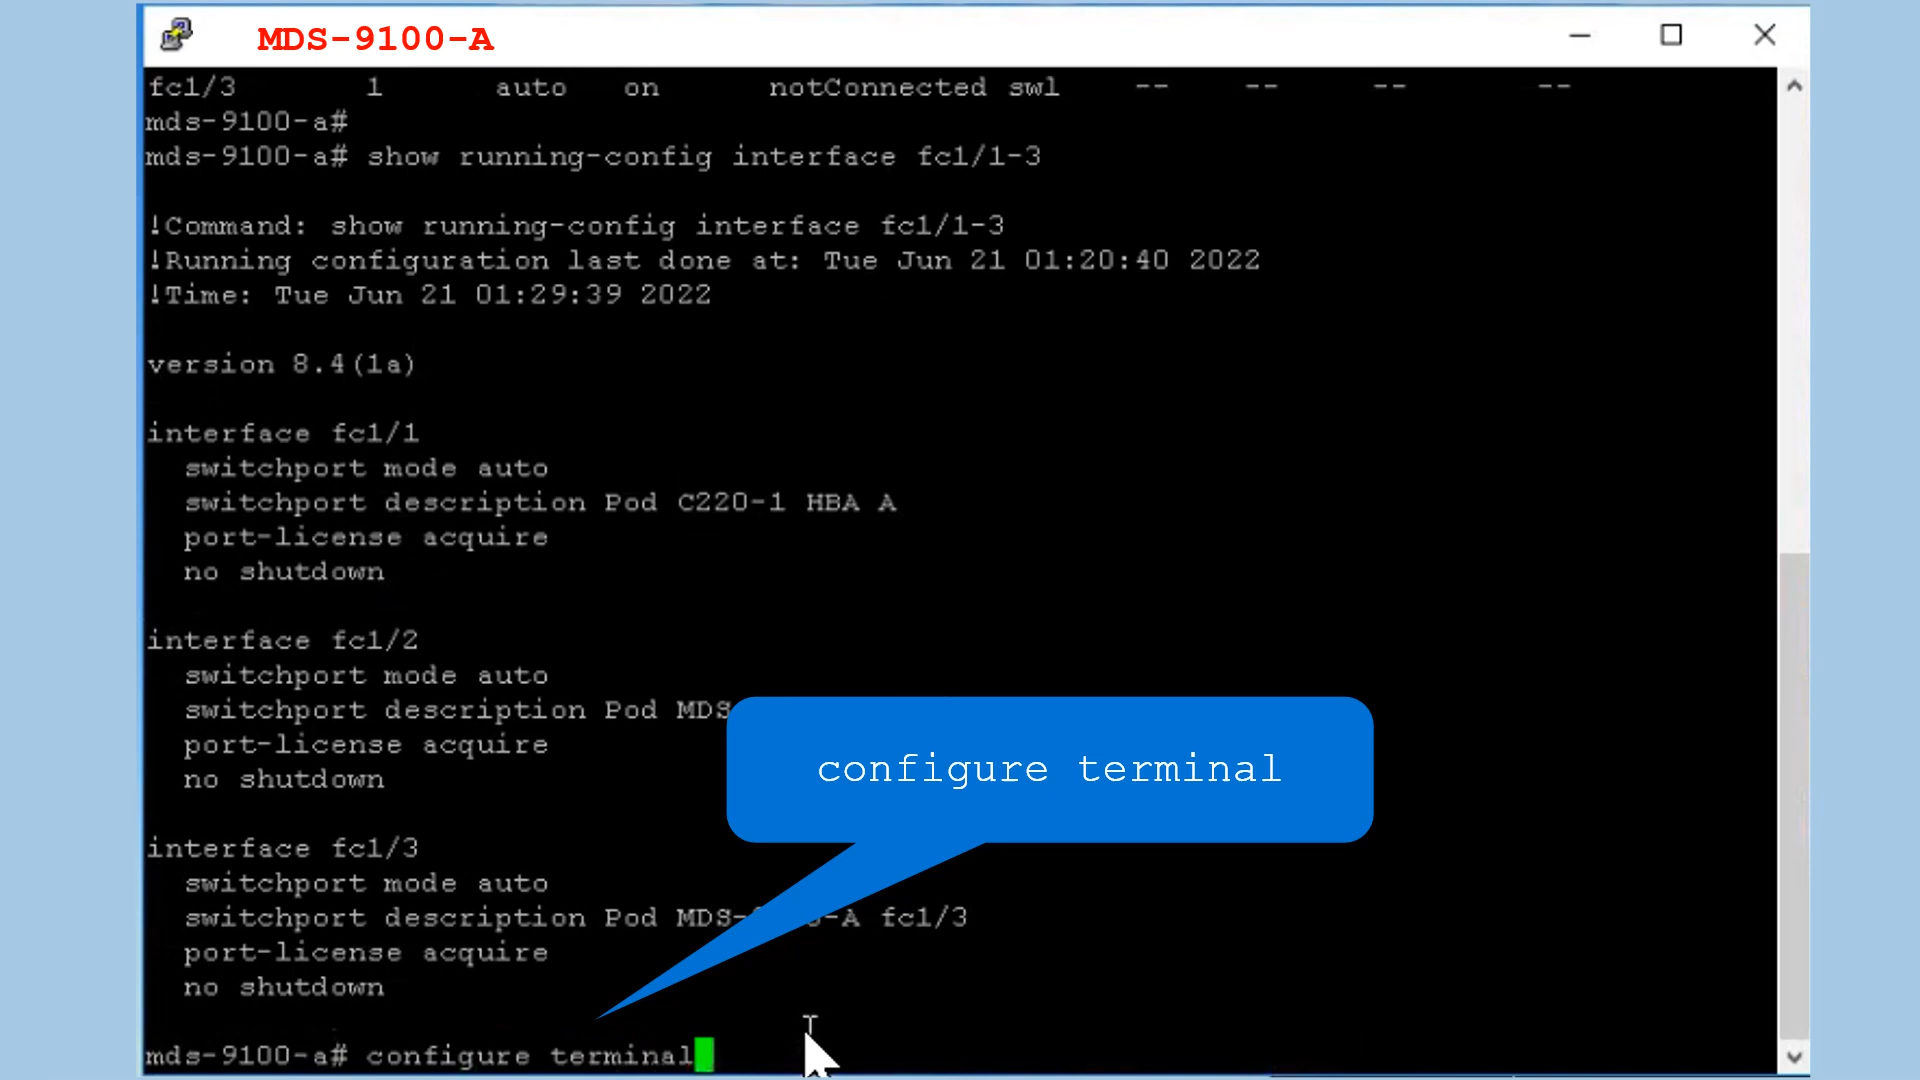 MDS-9100-A
fc1/3 1 auto on notConnected swl -- -- -- --
mds-9100-a#
mds-9100-a# show running-config interface fc1/1-3
!Command: show running-config interface fc1/1-3
!Running configuration last done at: Tue Jun 21 01:20:40 2022
!Time: Tue Jun 21 01:29:39 2022
version 8.4(1a)
interface fc1/1
switchport mode auto
switchport description Pod C220-1 HBA A
port-license acquire
no shutdown
interface fc1/2
switchport mode auto
switchport description Pod MDS
port-license acquire
no shutdown
configure terminal
interface fc1/3
switchport mode auto
switchport description Pod MDS- -A fc1/3
port-license acquire
no shutdown
mds-9100-a# configure terminal